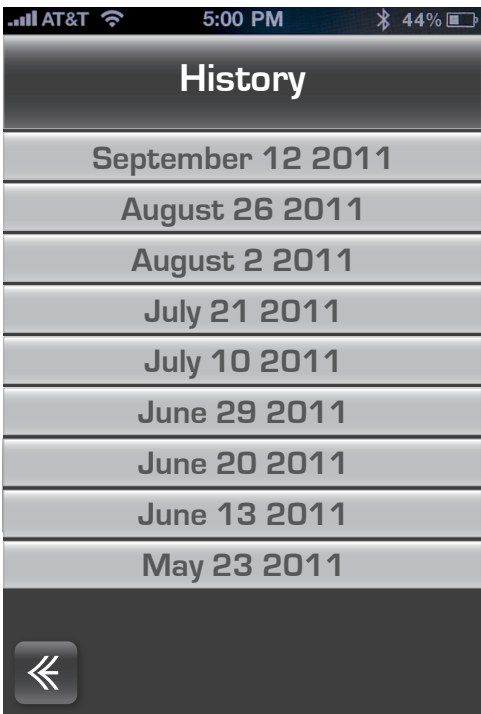 AT&T 5:00 PM 44%
History
September 12 2011
August 26 2011
August 2 2011
July 21 2011
July 10 2011
June 29 2011
June 20 2011
June 13 2011
May 23 2011